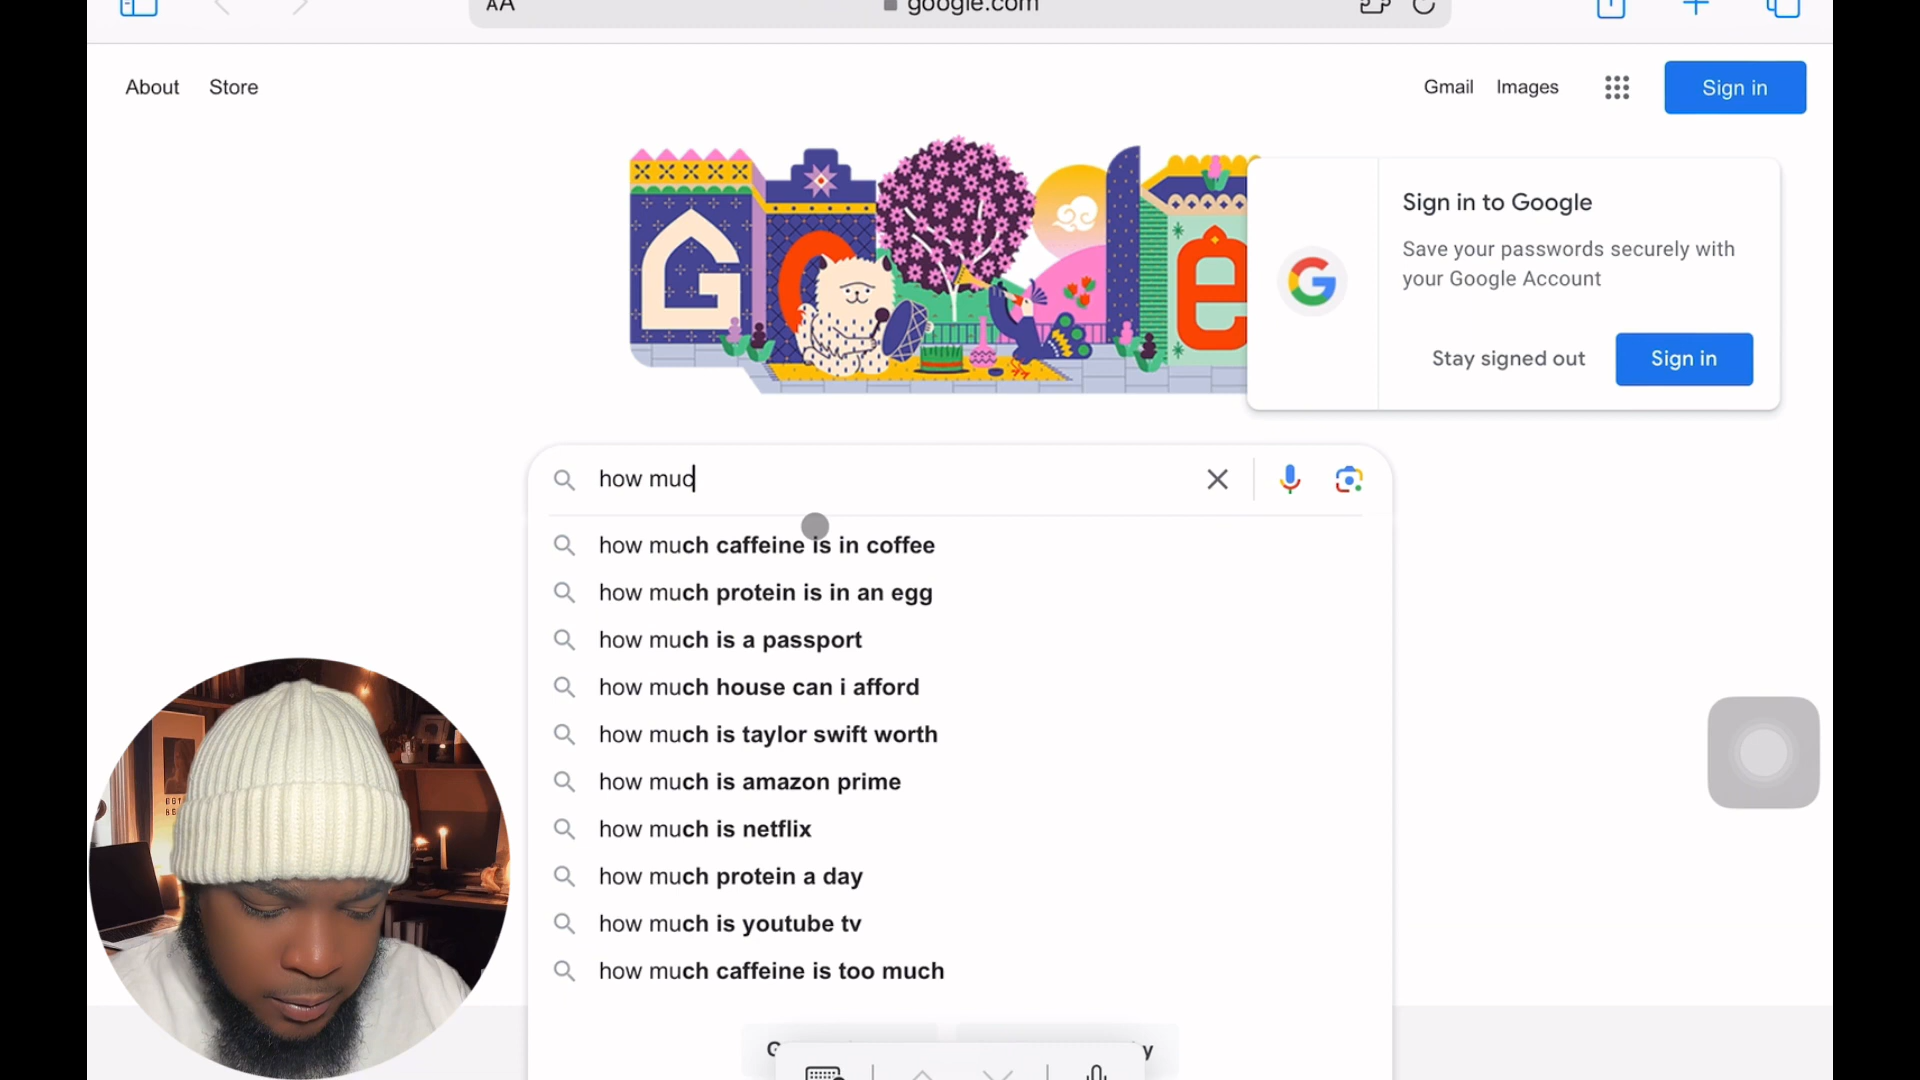 AA
google.com
About Store
Gmail Images
Sign in
G
e
Sign in to Google
Save your passwords securely with
your Google Account
Stay signed out
Sign in
how muc
how much caffeine is in coffee
how much protein is in an egg
how much is a passport
how much house can i afford
how much is taylor swift worth
how much is amazon prime
how much is netflix
how much protein a day
how much is youtube tv
how much caffeine is too much